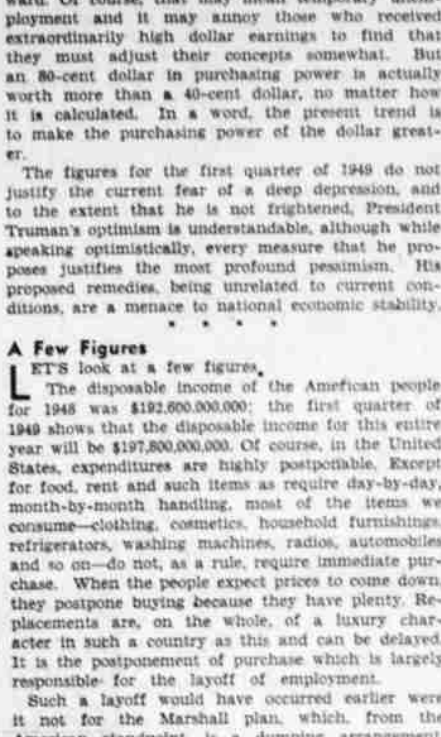 ward. Of course, that may mean temporary unem-
ployment and it may annoy those who received
extraordinarily high dollar earnings to find that
they must adjust their concepts somewhat. But
an 80-cent dollar in purchasing power is actually
worth more than a 40-cent dollar, no matter how
it is calculated. In a word, the present trend is
to make the purchasing power of the dollar great-
er.
The figures for the first quarter of 1949 do not
justify the current fear of a deep depression, and
to the extent that he is not frightened, President
Truman's optimism is understandable, although while
speaking optimistically, every measure that he pro-
poses justifies the most profound pessimism. His
proposed remedies, being unrelated to current con-
ditions, are a menace to national economic stability.
* * * *
A Few Figures
LET'S look at a few figures.
The disposable income of the American people
for 1948 was $192,600,000,000; the first quarter of
1949 shows that the disposable income for this entire
year will be $197,800,000,000. Of course, in the United
States, expenditures are highly postponable. Except
for food, rent and such items as require day-by-day,
month-by-month handling, most of the items we
consume—clothing, cosmetics, household furnishings,
refrigerators, washing machines, radios, automobiles
and so on—do not, as a rule, require immediate pur-
chase. When the people expect prices to come down,
they postpone buying because they have plenty. Re-
placements are, on the whole, of a luxury char-
acter in such a country as this and can be delayed.
It is the postponement of purchase which is largely
responsible for the layoff of employment.
Such a layoff would have occurred earlier were
it not for the Marshall plan, which, from the
American standpoint, is a dumping arrangement